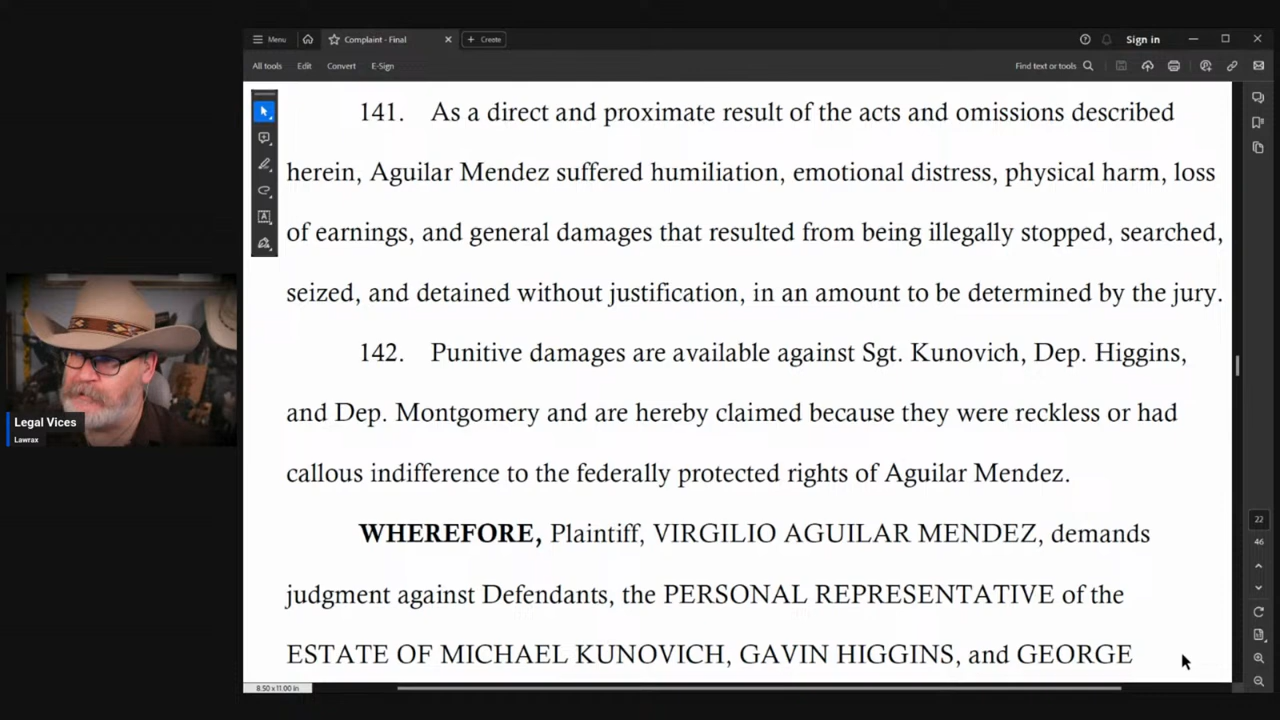 Menu
Complaint - Final
Create
Sign in
All tools
Edit
Convert
E-Sign
Find text or tools
141. As a direct and proximate result of the acts and omissions described
herein, Aguilar Mendez suffered humiliation, emotional distress, physical harm, loss
of earnings, and general damages that resulted from being illegally stopped, searched,
seized, and detained without justification, in an amount to be determined by the jury.
142. Punitive damages are available against Sgt. Kunovich, Dep. Higgins,
and Dep. Montgomery and are hereby claimed because they were reckless or had
callous indifference to the federally protected rights of Aguilar Mendez.
WHEREFORE, Plaintiff, VIRGILIO AGUILAR MENDEZ, demands
judgment against Defendants, the PERSONAL REPRESENTATIVE of the
ESTATE OF MICHAEL KUNOVICH, GAVIN HIGGINS, and GEORGE
Legal Vices
Lawrax
22
46
8.50 x 11.00 in